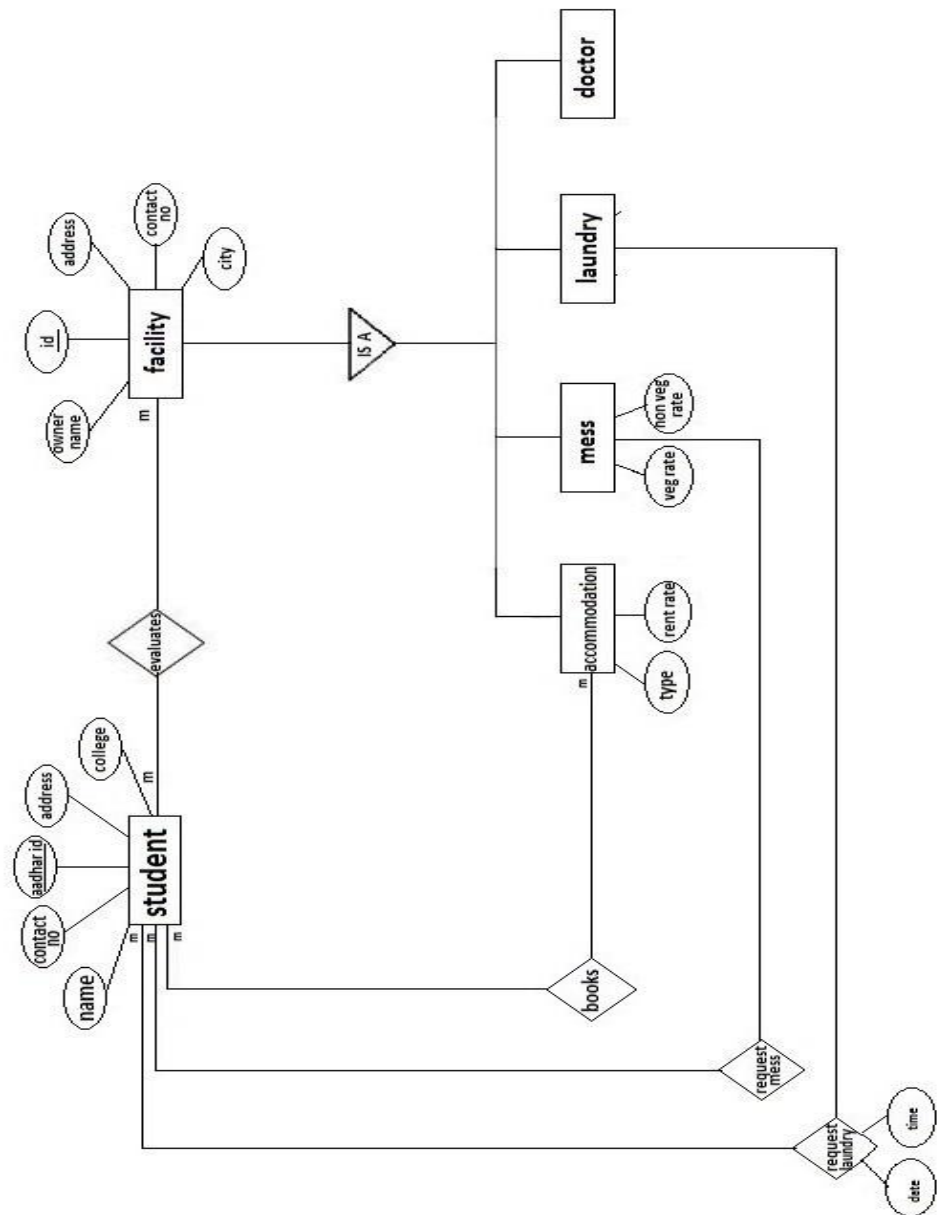 name
contact
no
aadhar id
address
college
student
m
m
m
m
evaluates
m
owner
name
id
address
contact
no
city
facility
IS A
books
m
accommodation
type
rent rate
mess
veg rate
non veg
rate
laundry
doctor
request
mess
request
laundry
date
time